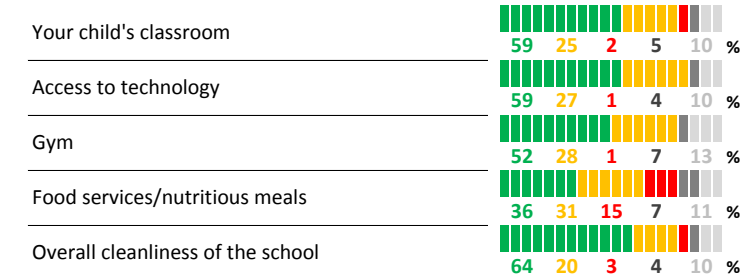 Your child's classroom
59 25 2 5 10 %
Access to technology
59 27 1 4 10 %
Gym
52 28 1 7 13 %
Food services/nutritious meals
36 31 15 7 11 %
Overall cleanliness of the school
64 20 3 4 10 %